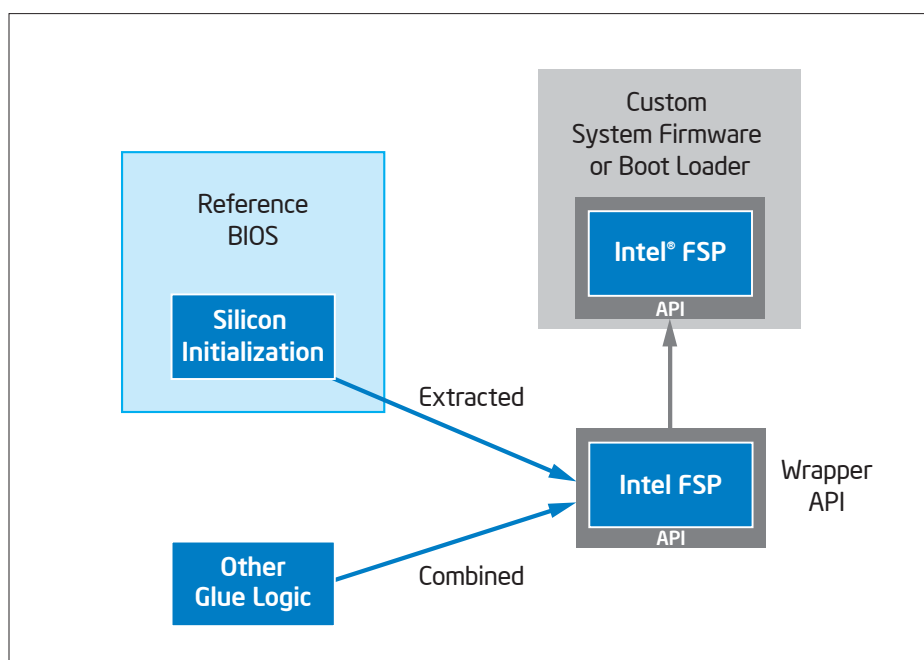 Custom
System Firmware
or Boot Loader
Intel® FSP
API
Reference
BIOS
Silicon
Initialization
Extracted
Intel FSP
API
Wrapper
API
Other
Glue Logic
Combined